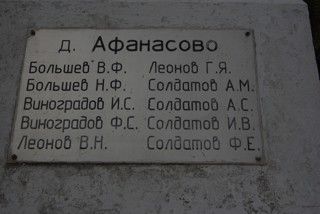 д. Афанасово
Большев В.Ф. Леонов Г.Я.
Большев Н.Ф. Солдатов А.М.
Виноградов И.С. Солдатов А.С.
Виноградов Ф.С. Солдатов И.В.
Леонов В.Н. Солдатов Ф.Е.